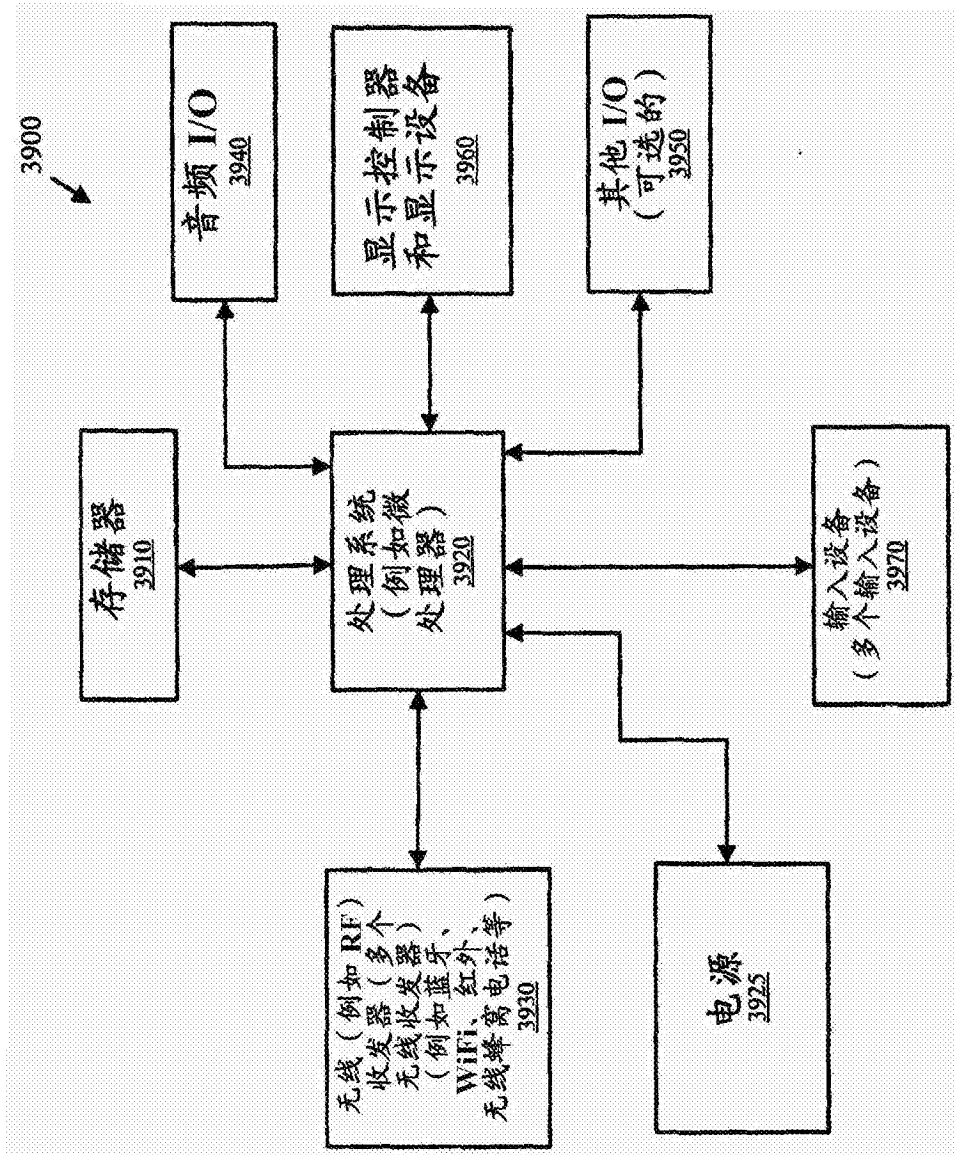 3900
存储器
3910
音频 I/O
3940
无线（例如 RF）
收发器（多个
无线收发器）
（例如蓝牙、
WiFi、红外、
无线蜂窝电话等）
3930
处理系统
（例如微
处理器）
3920
显示控制器
和显示设备
3960
其他 I/O
（可选的）
3950
电源
3925
输入设备
（多个输入设备）
3970